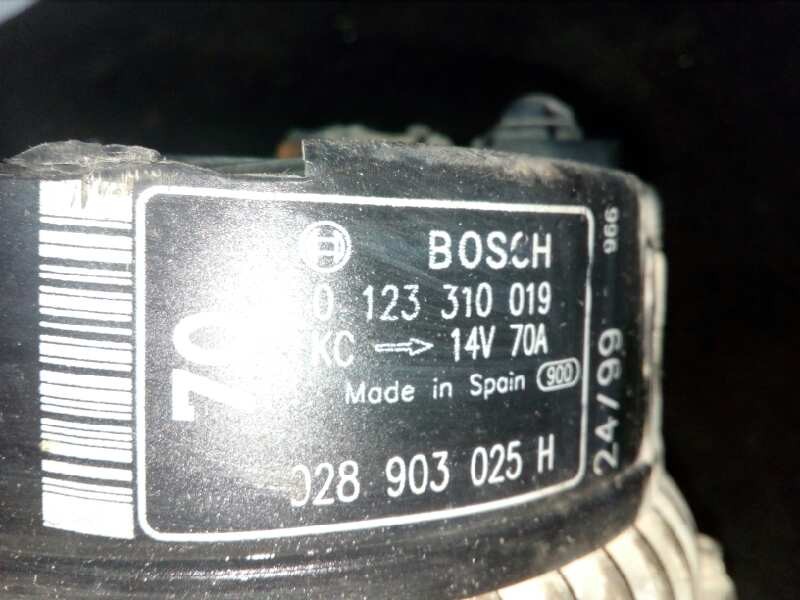 BOSCH
0 123 310 019
KC → 14V 70A
Made in Spain 900
028 903 025 H
70
24/99
966